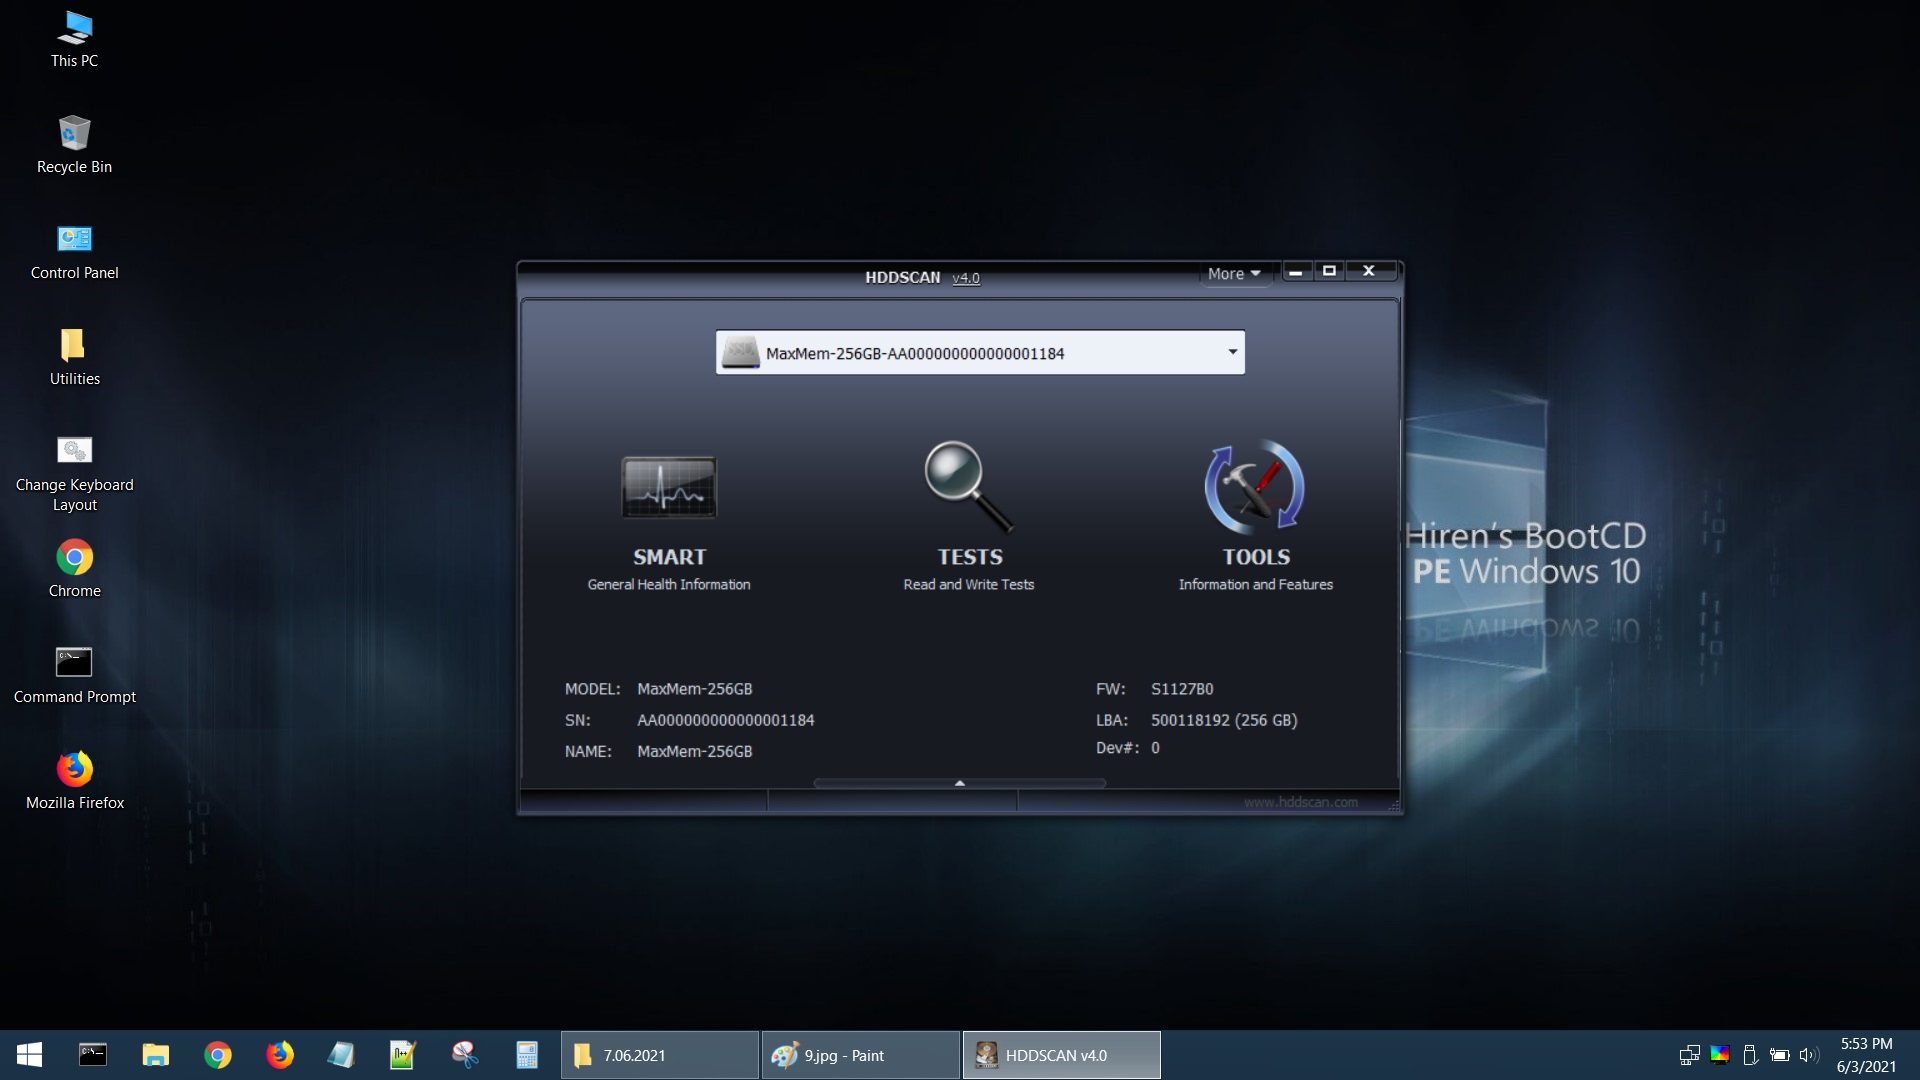 This PC
Recycle Bin
Control Panel
Utilities
Change Keyboard
Layout
Chrome
Command Prompt
Mozilla Firefox
HDDSCAN v4.0
More
MaxMem-256GB-AA000000000000001184
SMART
General Health Information
TESTS
Read and Write Tests
TOOLS
Information and Features
MODEL: MaxMem-256GB
SN: AA000000000000001184
NAME: MaxMem-256GB
FW: S1127B0
LBA: 500118192 (256 GB)
Dev#: 0
www.hddscan.com
Hiren's BootCD
PE Windows 10
7.06.2021
9.jpg - Paint
HDDSCAN v4.0
5:53 PM
6/3/2021